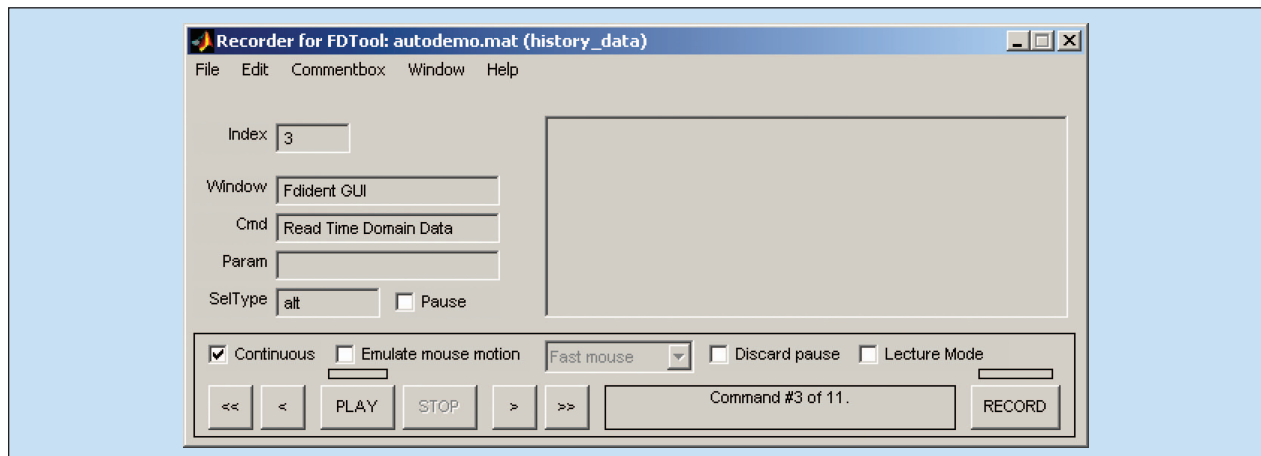 Recorder for FDTool: autodemo.mat (history_data)
File Edit Commentbox Window Help
Index 3
Window Fdident GUI
Cmd Read Time Domain Data
Param
SelType alt Pause
Continuous Emulate mouse motion Fast mouse Discard pause Lecture Mode
<< < PLAY STOP > >> Command #3 of 11. RECORD